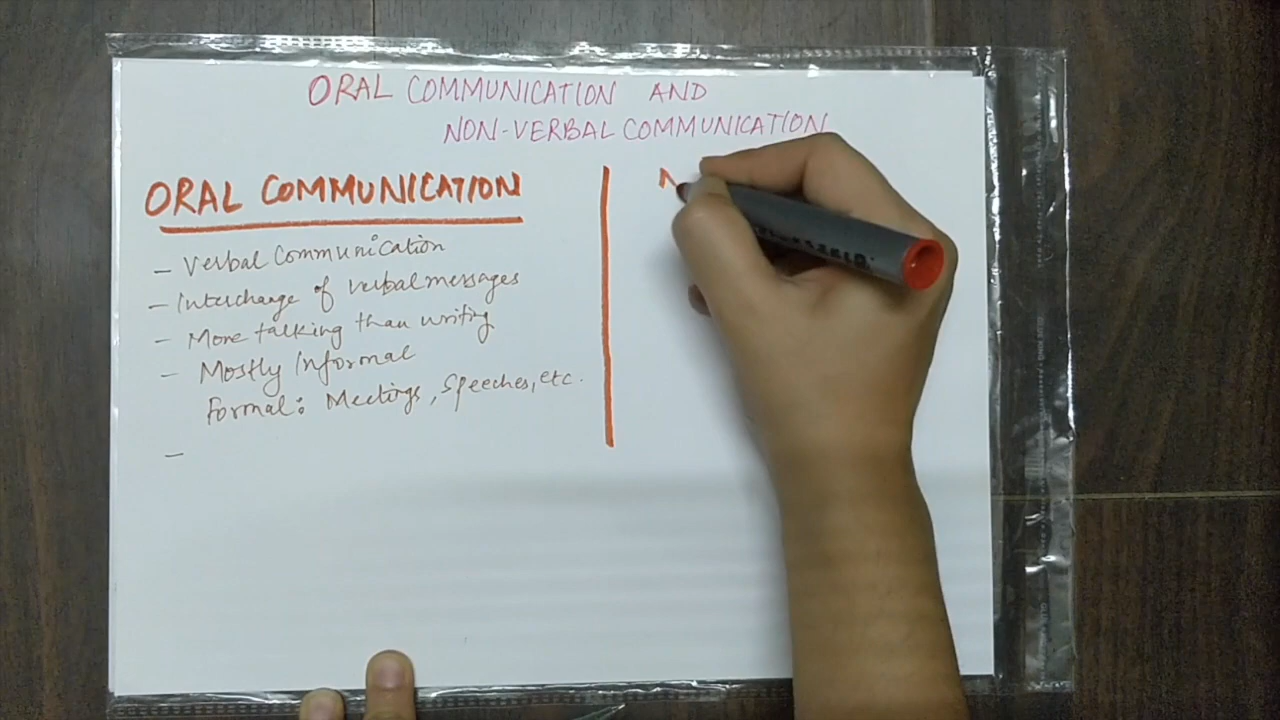 ORAL COMMUNICATION AND
NON-VERBAL COMMUNICATION
ORAL COMMUNICATION
- Verbal Communication
- Interchange of verbal messages
- More talking than writing
- Mostly Informal
Formal: Meetings, Speeches, etc.
-
N